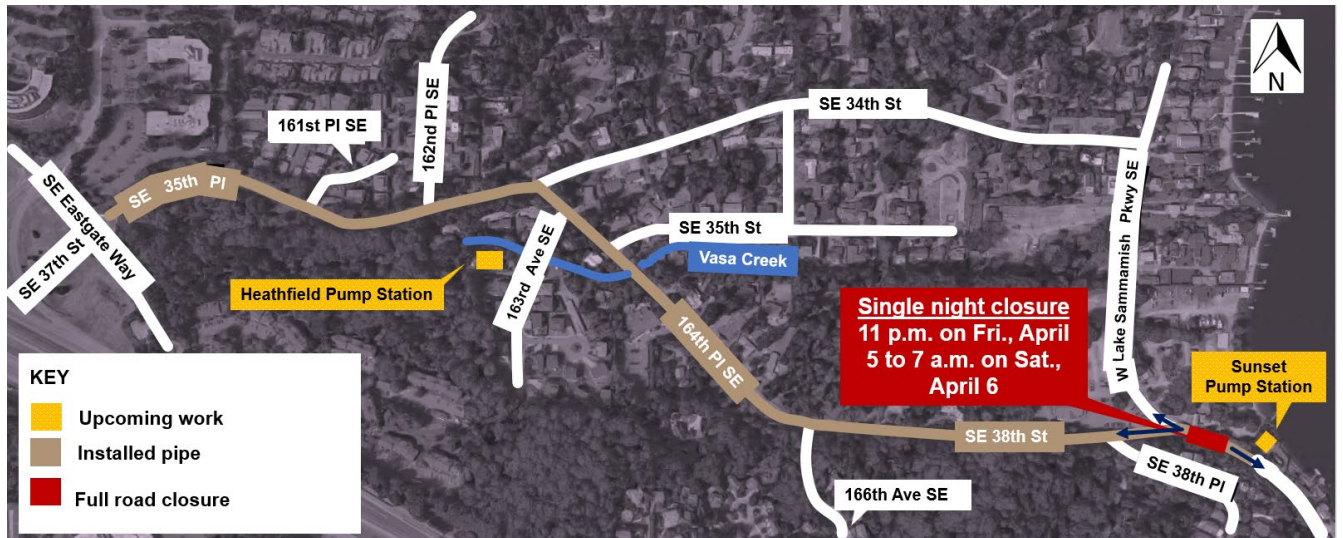 N
SE 34th St
161st Pl SE
162nd Pl SE
SE 35th Pl
SE Eastgate Way
SE 37th St
SE 35th St
Vasa Creek
163rd Ave SE
Heathfield Pump Station
164th Pl SE
W Lake Sammamish Pkwy SE
Single night closure
11 p.m. on Fri., April
5 to 7 a.m. on Sat.,
April 6
Sunset
Pump Station
SE 38th St
SE 38th Pl
166th Ave SE
KEY
Upcoming work
Installed pipe
Full road closure